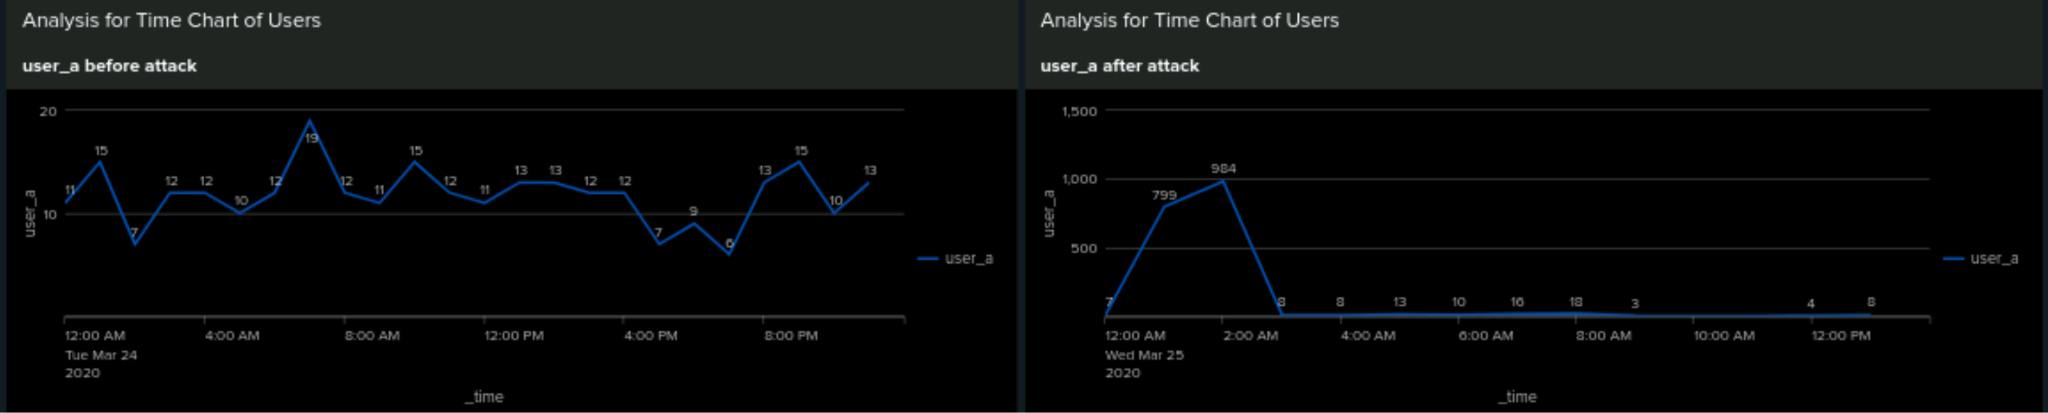 Analysis for Time Chart of Users
user_a before attack
20
10
user_a
11 15 7 12 12 10 12 19 12 11 15 12 11 13 13 12 12 7 9 6 13 15 10 13
user_a
12:00 AM 4:00 AM 8:00 AM 12:00 PM 4:00 PM 8:00 PM
Tue Mar 24
2020
_time
Analysis for Time Chart of Users
user_a after attack
1,500
1,000
500
user_a
7 799 984 8 8 13 10 16 18 3 4 8
user_a
12:00 AM 2:00 AM 4:00 AM 6:00 AM 8:00 AM 10:00 AM 12:00 PM
Wed Mar 25
2020
_time